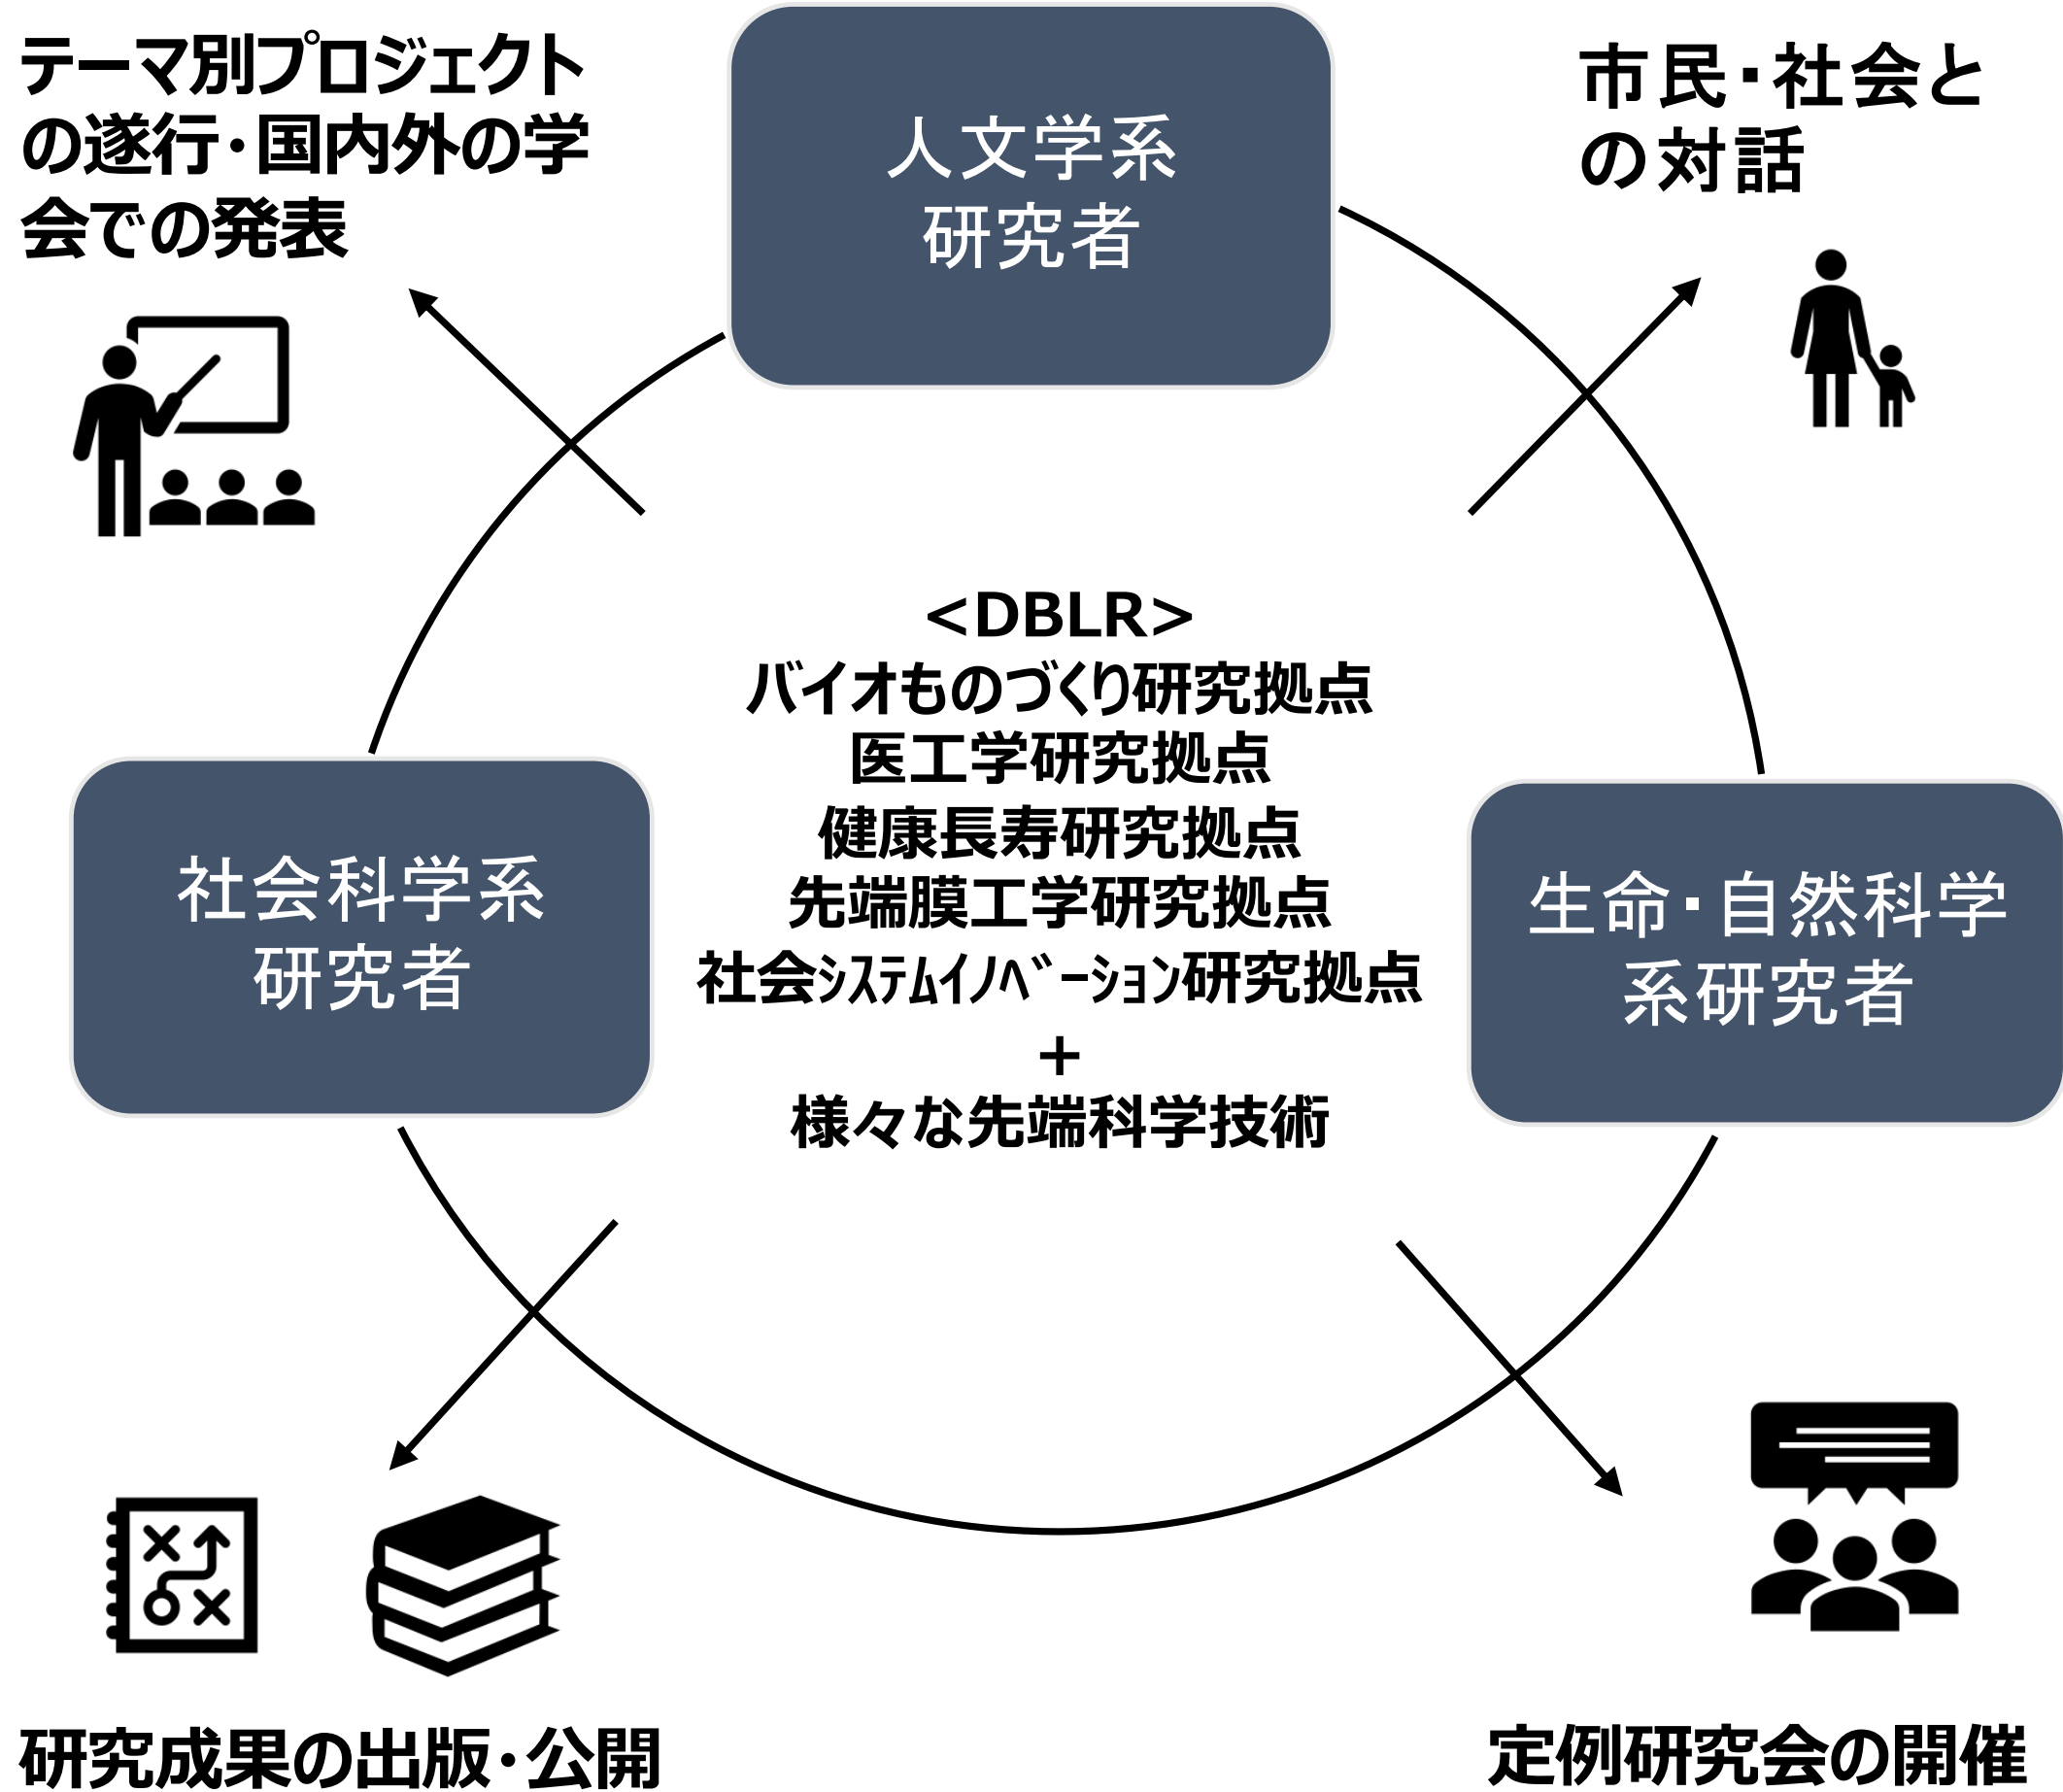 テーマ別プロジェクト
の遂行・国内外の学
会での発表
市民・社会と
の対話
人文学系
研究者
<DBLR>
バイオものづくり研究拠点
医工学研究拠点
健康長寿研究拠点
先端膜工学研究拠点
社会ｼｽﾃﾑｲﾉﾍﾞｰｼｮﾝ研究拠点
+
様々な先端科学技術
社会科学系
研究者
生命・自然科学
系研究者
研究成果の出版・公開
定例研究会の開催